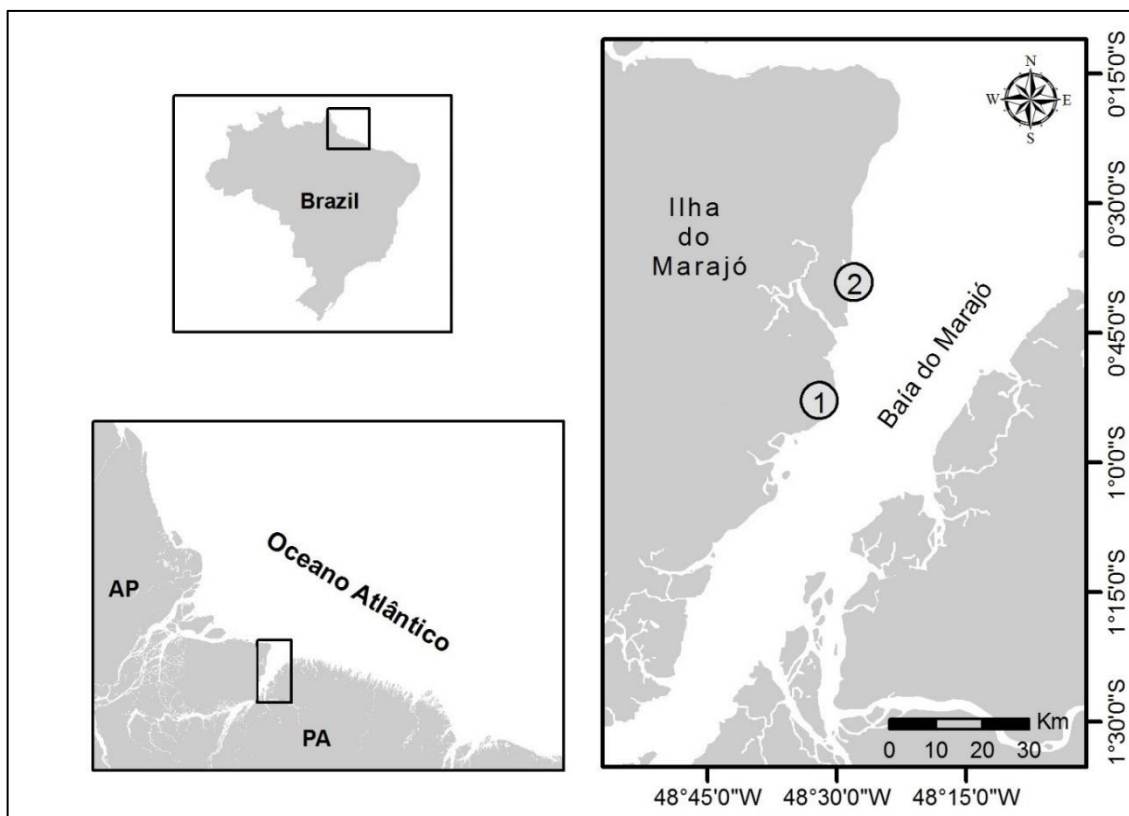 Brazil
AP
Oceano Atlântico
PA
N
W
E
S
Ilha
do
Marajó
2
1
Baía do Marajó
Km
0 10 20 30
0°15'0"S
0°30'0"S
0°45'0"S
1°0'0"S
1°15'0"S
1°30'0"S
48°45'0"W 48°30'0"W 48°15'0"W